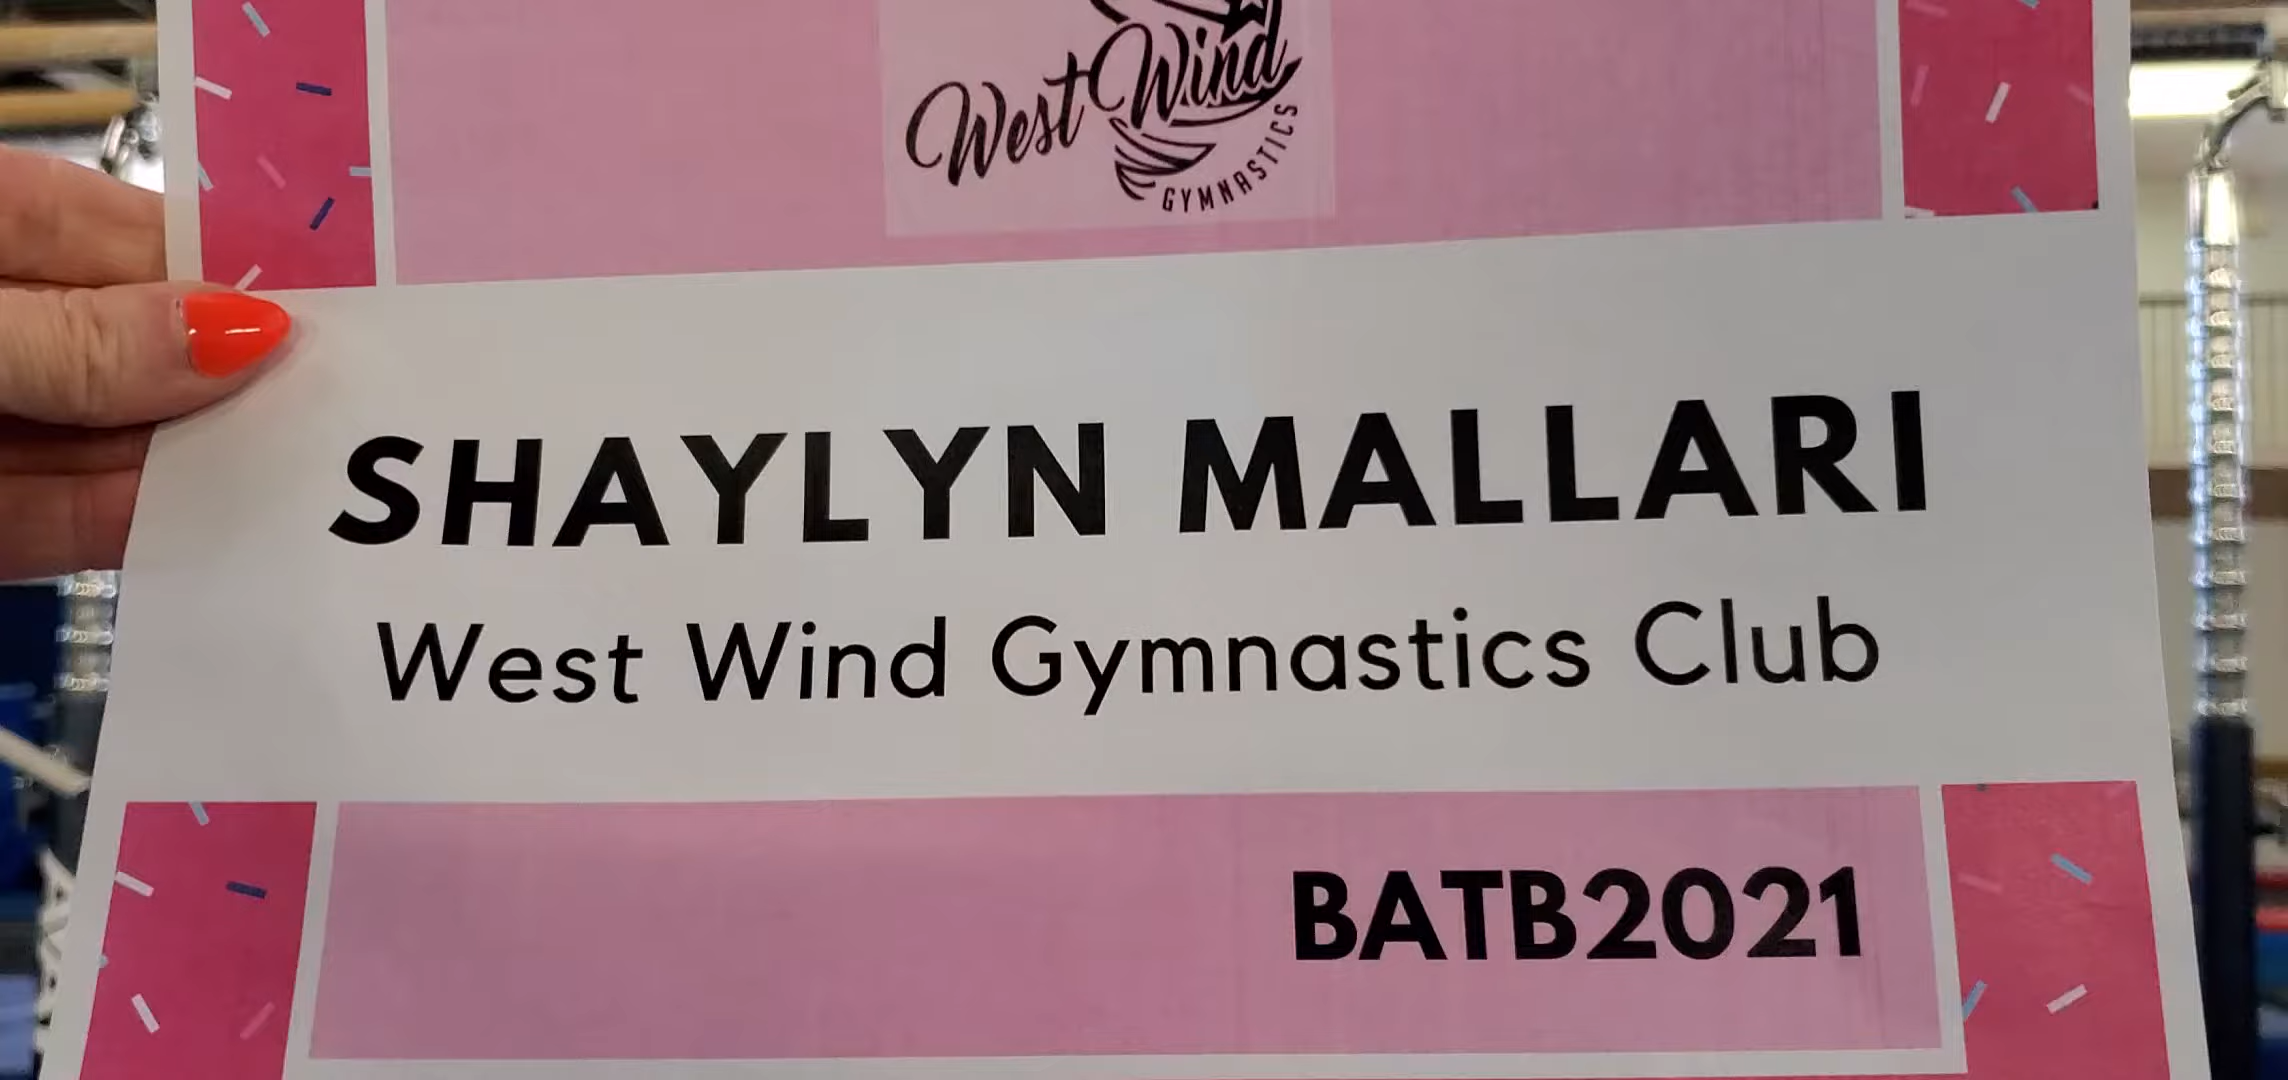 West Wind
GYMNASTICS
SHAYLYN MALLARI
West Wind Gymnastics Club
BATB2021